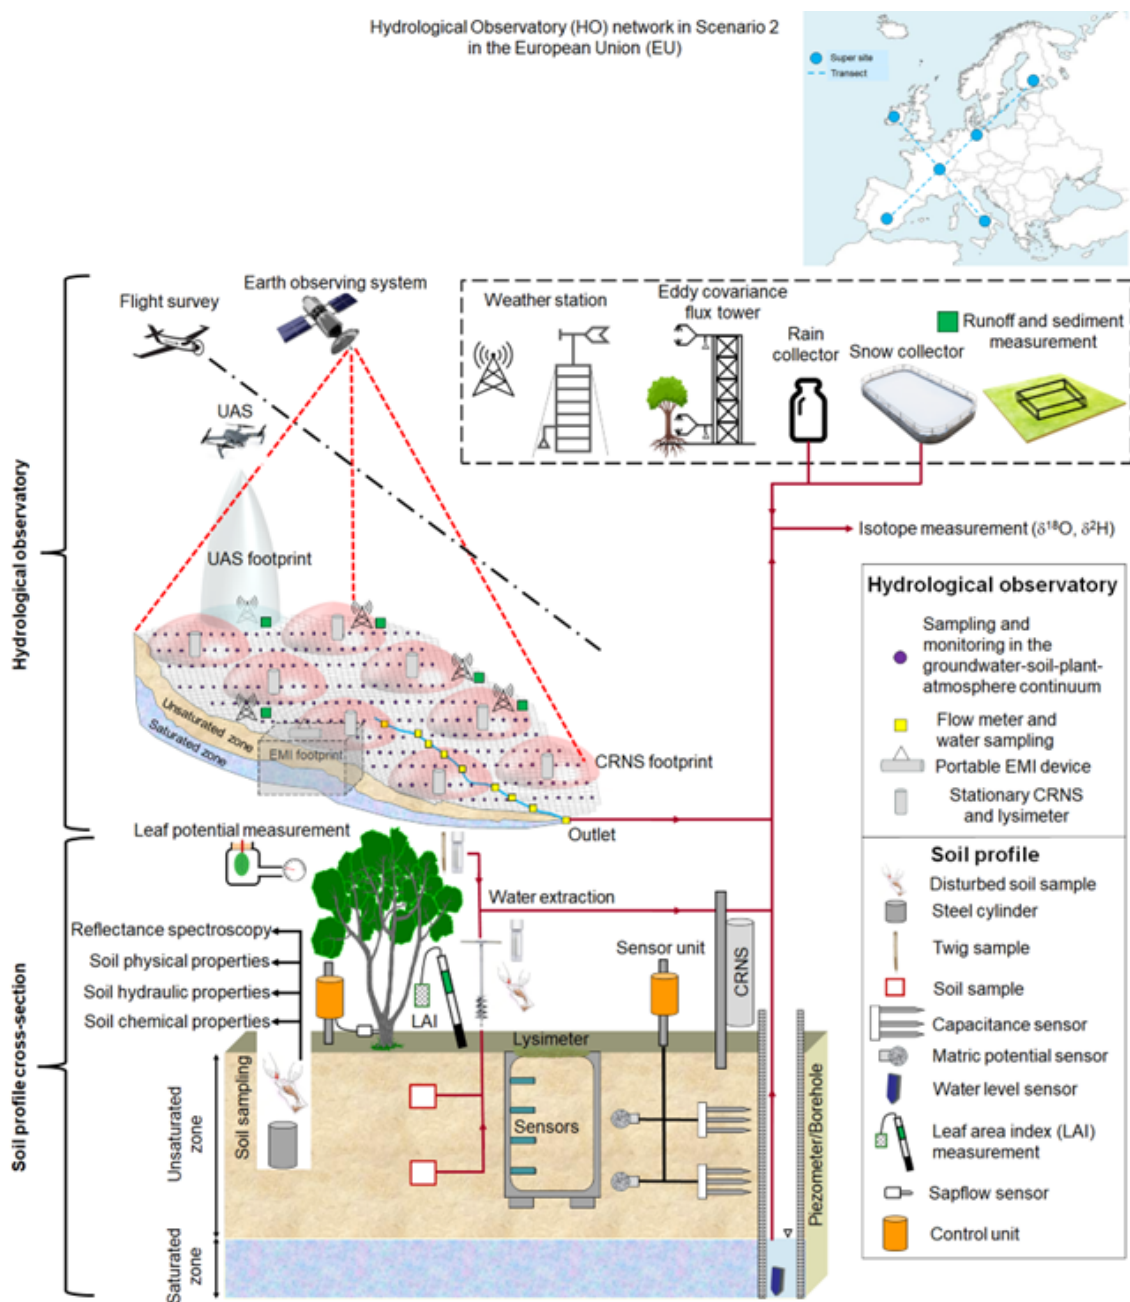 Hydrological Observatory (HO) network in Scenario 2
in the European Union (EU)
Super site
Transect
Hydrological observatory
Flight survey
Earth observing system
UAS
UAS footprint
Weather station
Eddy covariance
flux tower
Rain
collector
Snow collector
Runoff and sediment
measurement
Isotope measurement (δ¹⁸O, δ²H)
Unsaturated zone
Saturated zone
EMI footprint
CRNS footprint
Outlet
Hydrological observatory
Sampling and
monitoring in the
groundwater-soil-plant-
atmosphere continuum
Flow meter and
water sampling
Portable EMI device
Stationary CRNS
and lysimeter
Soil profile cross-section
Leaf potential measurement
Water extraction
Reflectance spectroscopy
Soil physical properties
Soil hydraulic properties
Soil chemical properties
LAI
Sensor unit
CRNS
Lysimeter
Sensors
Soil sampling
Unsaturated
zone
Saturated
zone
Piezometer/Borehole
Soil profile
Disturbed soil sample
Steel cylinder
Twig sample
Soil sample
Capacitance sensor
Matric potential sensor
Water level sensor
Leaf area index (LAI)
measurement
Sapflow sensor
Control unit